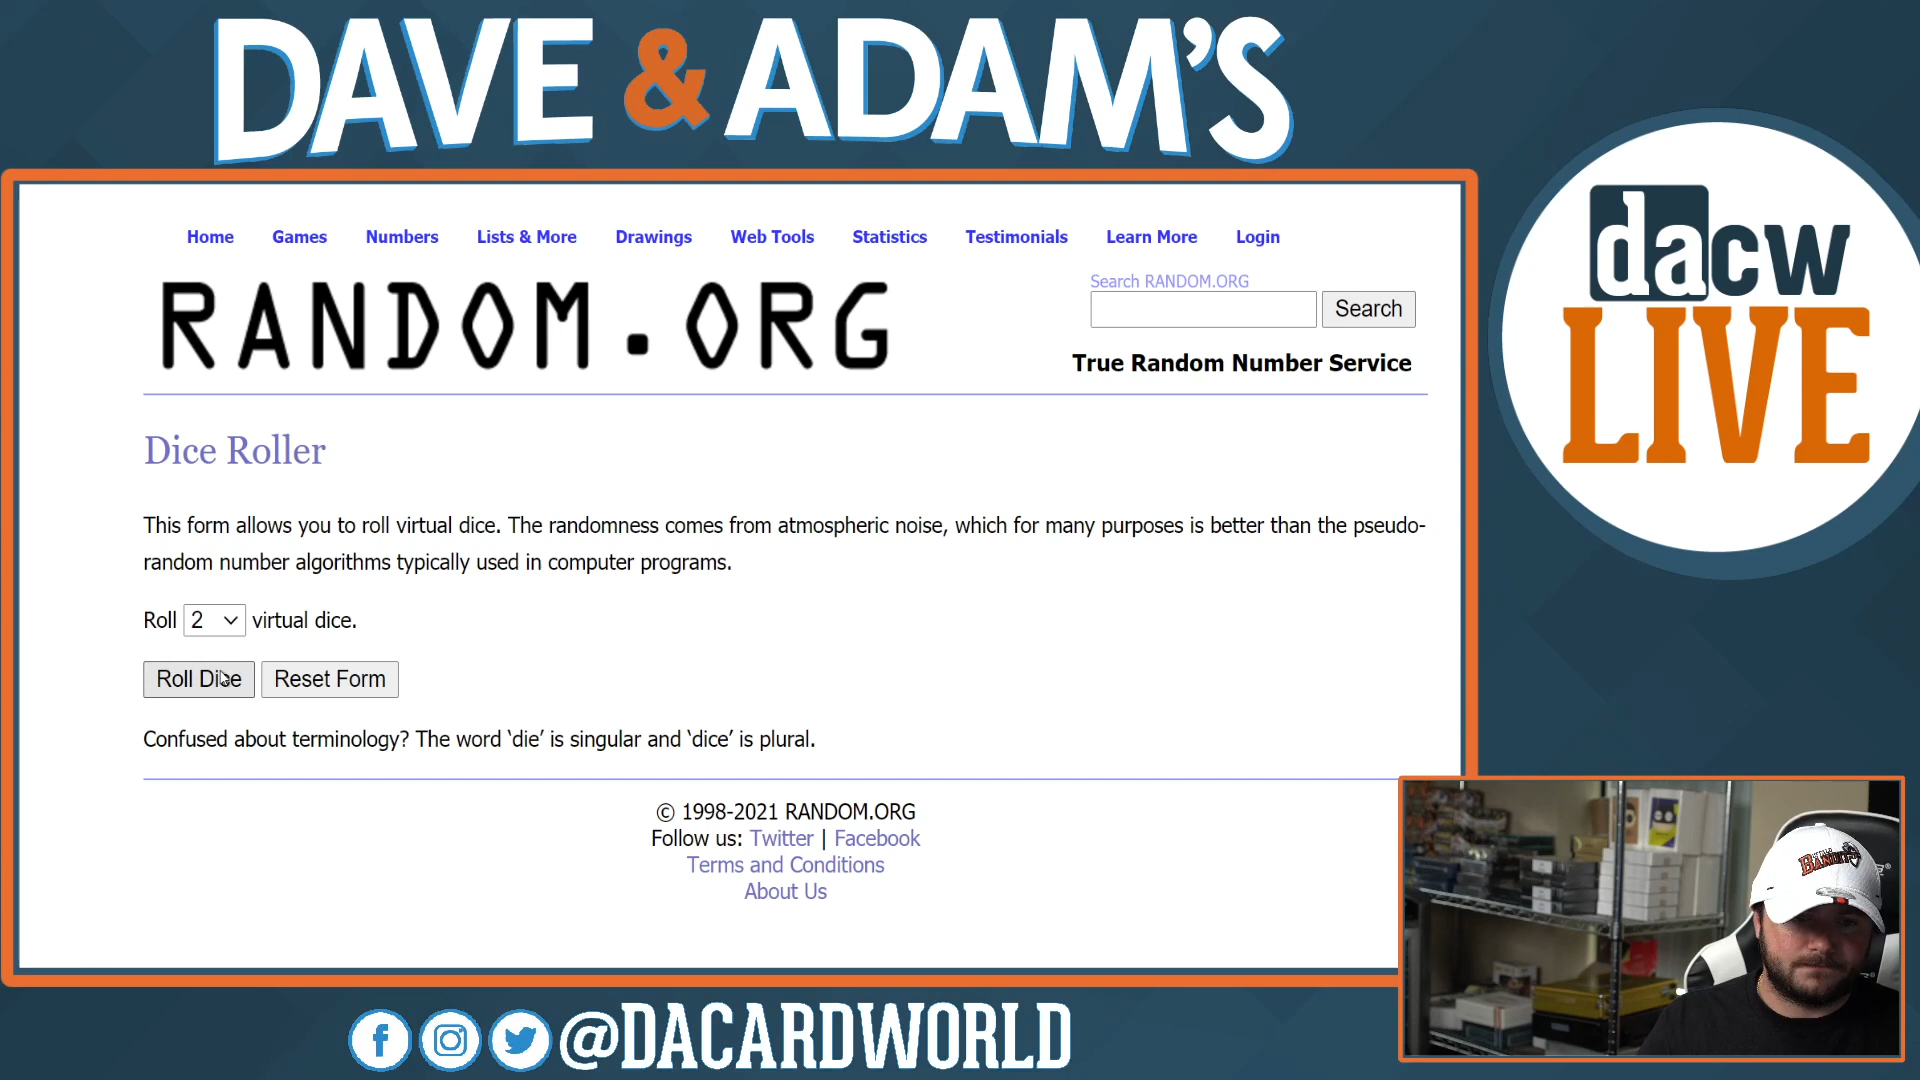 DAVE & ADAM'S
Home Games Numbers Lists & More Drawings Web Tools Statistics Testimonials Learn More Login
RANDOM.ORG
Search RANDOM.ORG
Search
True Random Number Service
Dice Roller
This form allows you to roll virtual dice. The randomness comes from atmospheric noise, which for many purposes is better than the pseudo-
random number algorithms typically used in computer programs.
Roll 2 virtual dice.
Roll Dice Reset Form
Confused about terminology? The word ‘die’ is singular and ‘dice’ is plural.
© 1998-2021 RANDOM.ORG
Follow us: Twitter | Facebook
Terms and Conditions
About Us
dacw
LIVE
BANDITS
@DACARDWORLD